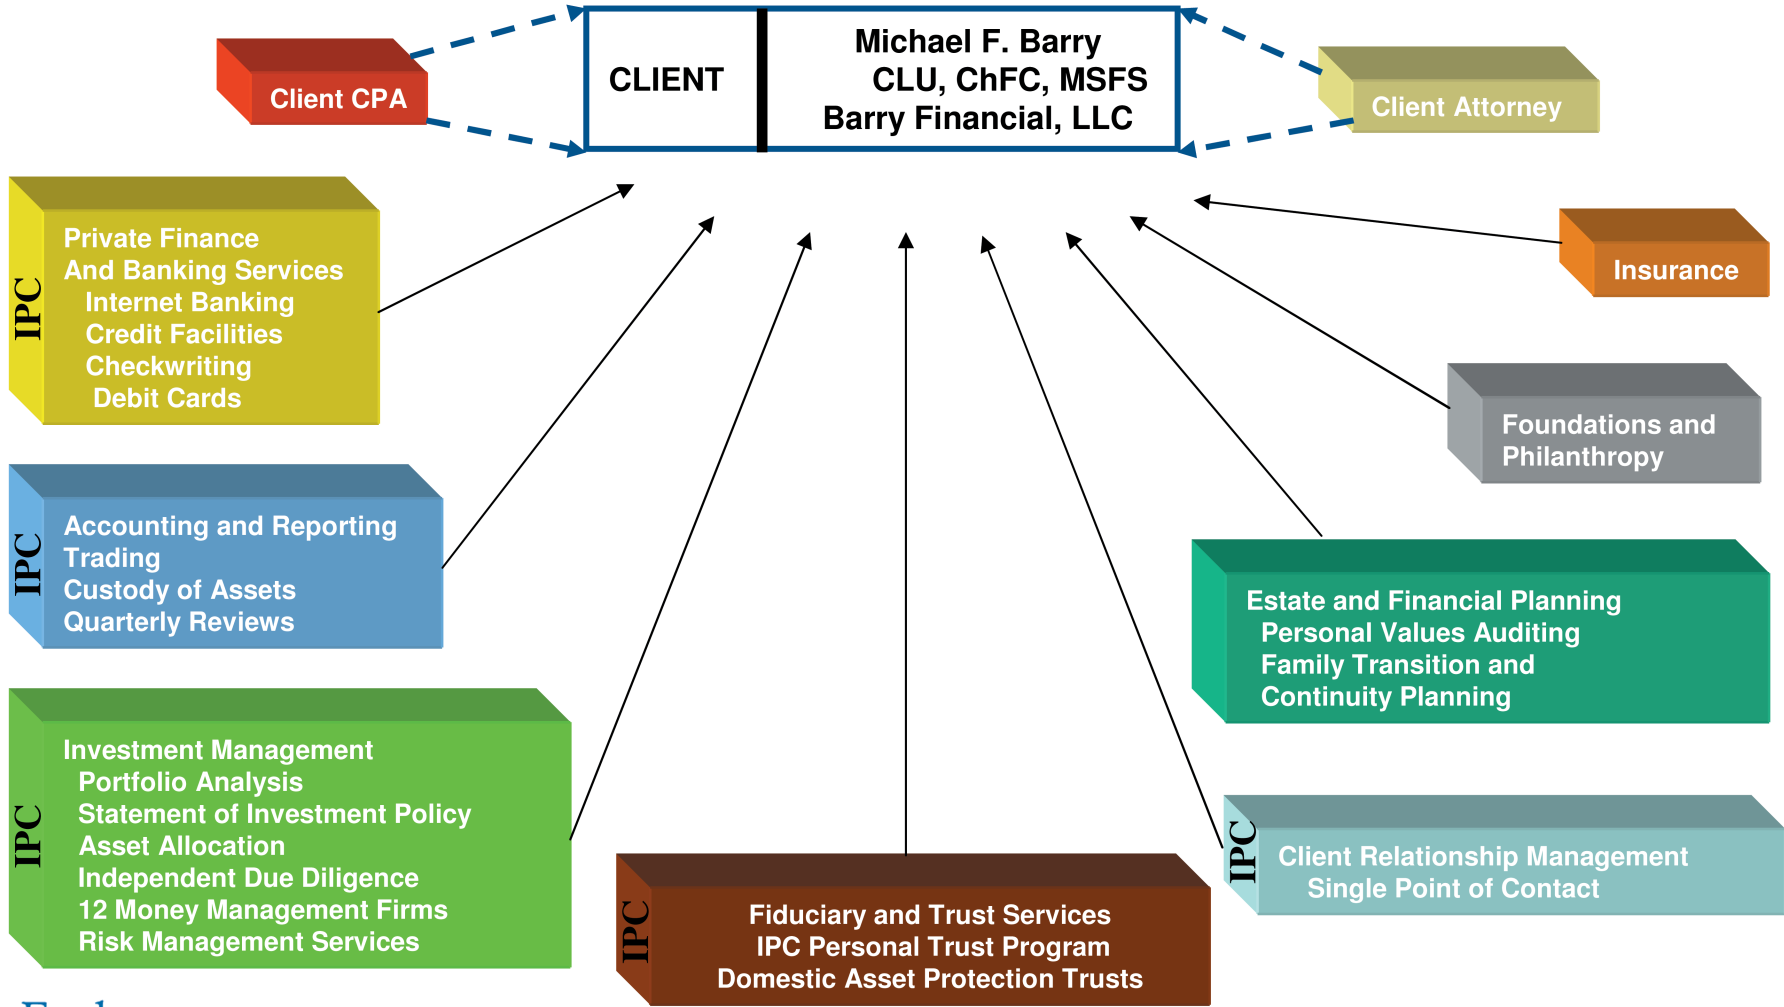 CLIENT
Michael F. Barry
CLU, ChFC, MSFS
Barry Financial, LLC
Client CPA
Client Attorney
IPC
Private Finance
And Banking Services
Internet Banking
Credit Facilities
Checkwriting
Debit Cards
Insurance
Foundations and
Philanthropy
IPC
Accounting and Reporting
Trading
Custody of Assets
Quarterly Reviews
Estate and Financial Planning
Personal Values Auditing
Family Transition and
Continuity Planning
IPC
Investment Management
Portfolio Analysis
Statement of Investment Policy
Asset Allocation
Independent Due Diligence
12 Money Management Firms
Risk Management Services
IPC
Fiduciary and Trust Services
IPC Personal Trust Program
Domestic Asset Protection Trusts
IPC
Client Relationship Management
Single Point of Contact